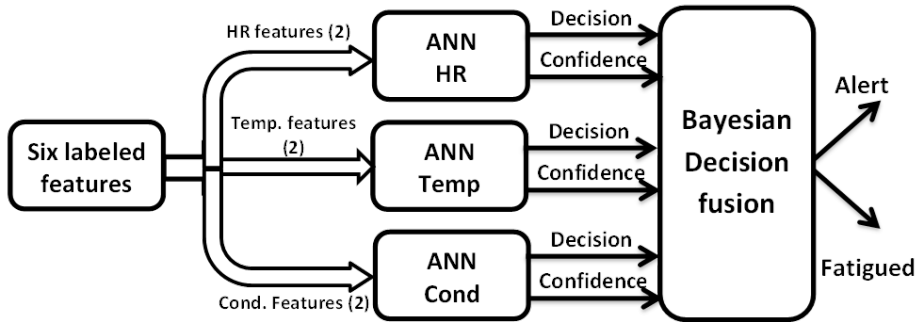 HR features (2)
ANN
HR
Decision
Confidence
Six labeled
features
Temp. features
(2)
ANN
Temp
Decision
Confidence
Cond. Features (2)
ANN
Cond
Decision
Confidence
Bayesian
Decision
fusion
Alert
Fatigued